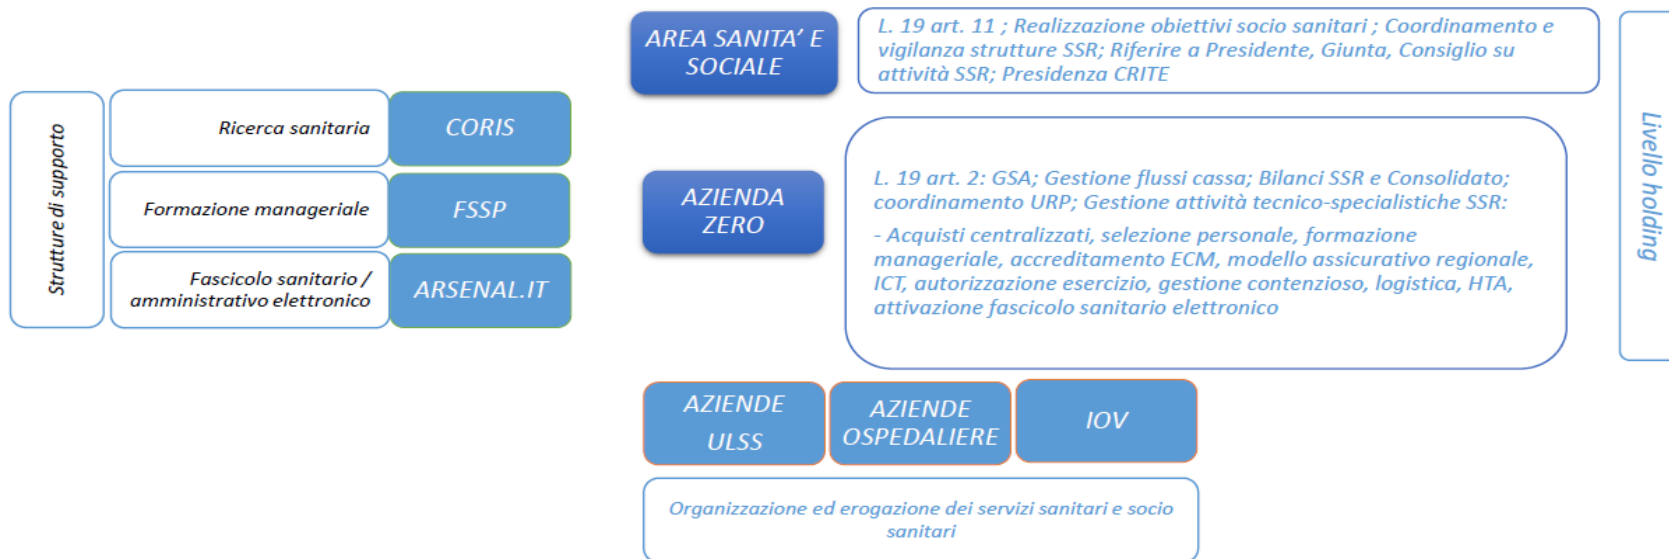 Strutture di supporto
Ricerca sanitaria
CORIS
Formazione manageriale
FSSP
Fascicolo sanitario /
amministrativo elettronico
ARSENAL.IT
AREA SANITA' E
SOCIALE
L. 19 art. 11 ; Realizzazione obiettivi socio sanitari ; Coordinamento e
vigilanza strutture SSR; Riferire a Presidente, Giunta, Consiglio su
attività SSR; Presidenza CRITE
AZIENDA
ZERO
L. 19 art. 2: GSA; Gestione flussi cassa; Bilanci SSR e Consolidato;
coordinamento URP; Gestione attività tecnico-specialistiche SSR:
- Acquisti centralizzati, selezione personale, formazione
manageriale, accreditamento ECM, modello assicurativo regionale,
ICT, autorizzazione esercizio, gestione contenzioso, logistica, HTA,
attivazione fascicolo sanitario elettronico
Livello holding
AZIENDE
ULSS
AZIENDE
OSPEDALIERE
IOV
Organizzazione ed erogazione dei servizi sanitari e socio
sanitari